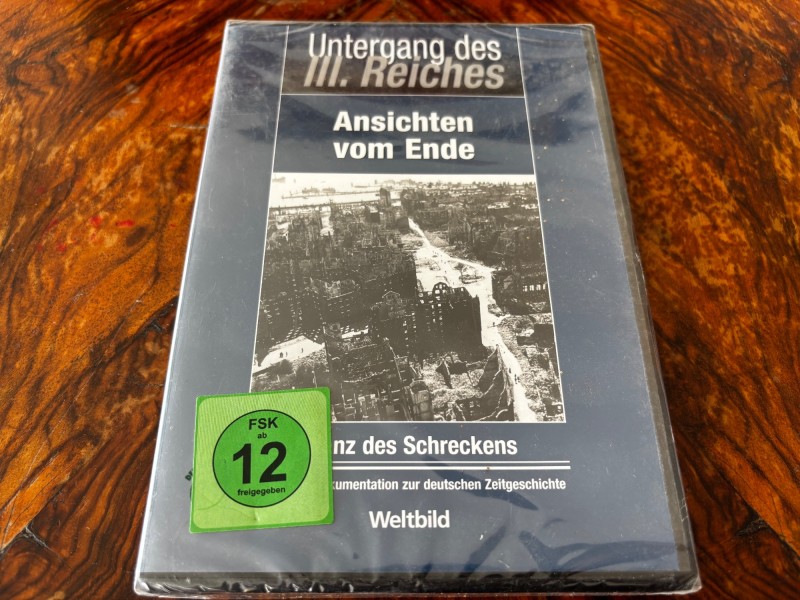 Untergang des
III. Reiches
Ansichten
vom Ende
nz des Schreckens
umentation zur deutschen Zeitgeschichte
Weltbild
FSK
ab
12
freigegeben